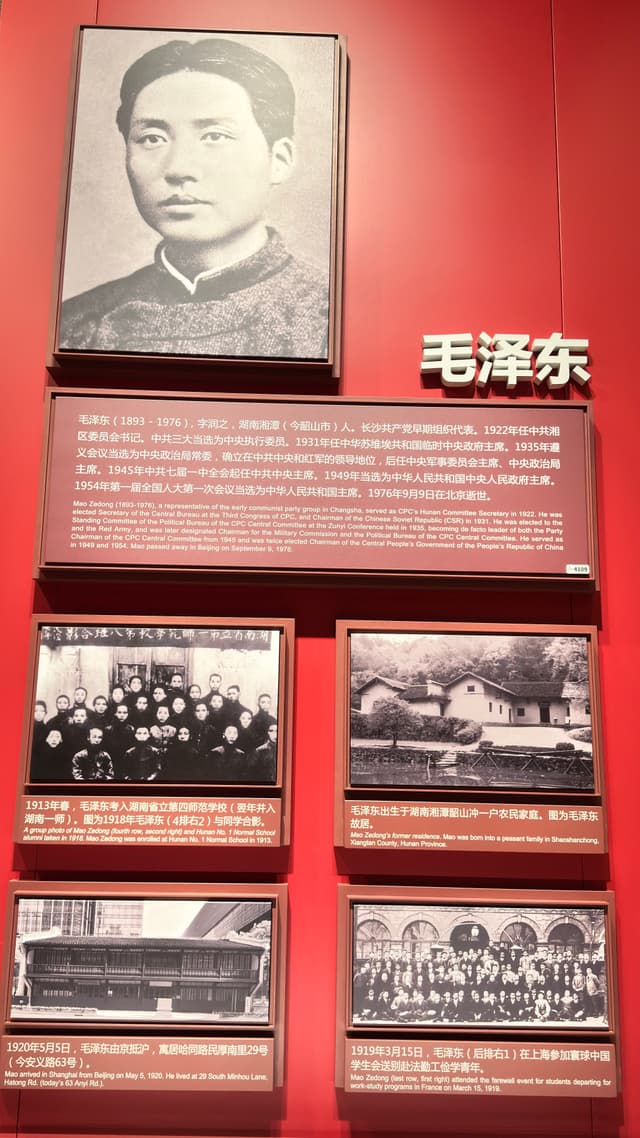 毛泽东
毛泽东（1893 - 1976），字润之，湖南湘潭（今韶山市）人。长沙共产党早期组织代表。1922年任中共湘
区委员会书记。中共三大当选为中央执行委员。1931年任中华苏维埃共和国临时中央政府主席。1935年遵
义会议当选为中央政治局常委，确立在中共中央和红军的领导地位，后任中央军事委员会主席、中央政治局
主席。1945年中共七届一中全会起任中共中央主席。1949年当选为中华人民共和国中央人民政府主席。
1954年第一届全国人大第一次会议当选为中华人民共和国主席。1976年9月9日在北京逝世。
Mao Zedong (1893-1976), a representative of the early communist party group in Changsha, served as CPC's Hunan Committee Secretary in 1922. He was
elected Secretary of the Central Bureau at the Third Congress of CPC, and Chairman of the Chinese Soviet Republic (CSR) in 1931. He was elected to the
Standing Committee of the Political Bureau of the CPC Central Committee at the Zunyi Conference held in 1935, becoming de facto leader of both the Party
and the Red Army, and was later designated Chairman for the Military Commission and the Political Bureau of the CPC Central Committee. He served as
Chairman of the CPC Central Committee from 1945 and was twice elected Chairman of the Central People's Government of the People's Republic of China
in 1949 and 1954. Mao passed away in Beijing on September 9, 1976.
4109
1913年春，毛泽东考入湖南省立第四师范学校（翌年并入
湖南一师）。图为1918年毛泽东（4排右2）与同学合影。
A group photo of Mao Zedong (fourth row, second right) and Hunan No. 1 Normal School
alumni taken in 1918. Mao Zedong was enrolled at Hunan No. 1 Normal School in 1913.
毛泽东出生于湖南湘潭韶山冲一户农民家庭。图为毛泽东
故居。
Mao Zedong's former residence. Mao was born into a peasant family in Shaoshanchong,
Xiangtan County, Hunan Province.
1920年5月5日，毛泽东由京抵沪，寓居哈同路民厚南里29号
（今安义路63号）。
Mao arrived in Shanghai from Beijing on May 5, 1920. He lived at 29 South Minhou Lane,
Hatong Rd. (today's 63 Anyi Rd.).
1919年3月15日，毛泽东（后排右1）在上海参加寰球中国
学生会送别赴法勤工俭学青年。
Mao Zedong (last row, first right) attended the farewell event for students departing for
work-study programs in France on March 15, 1919.